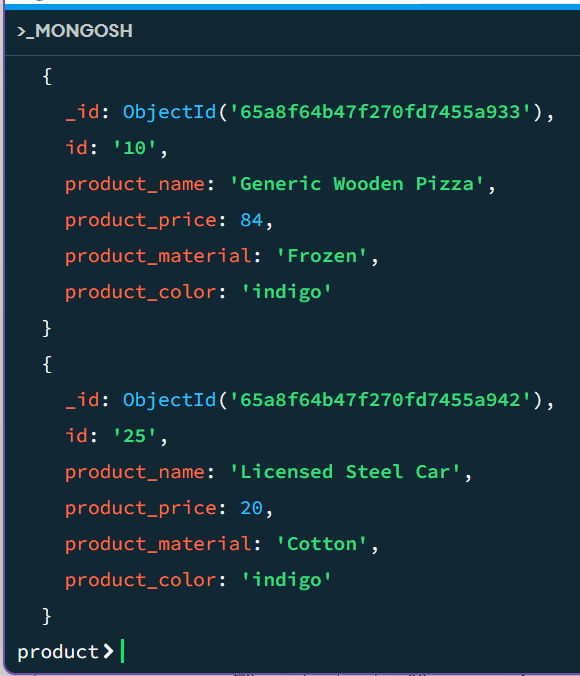 >_MONGOSH
{
_id: ObjectId('65a8f64b47f270fd7455a933'),
id: '10',
product_name: 'Generic Wooden Pizza',
product_price: 84,
product_material: 'Frozen',
product_color: 'indigo'
}
{
_id: ObjectId('65a8f64b47f270fd7455a942'),
id: '25',
product_name: 'Licensed Steel Car',
product_price: 20,
product_material: 'Cotton',
product_color: 'indigo'
}
product>